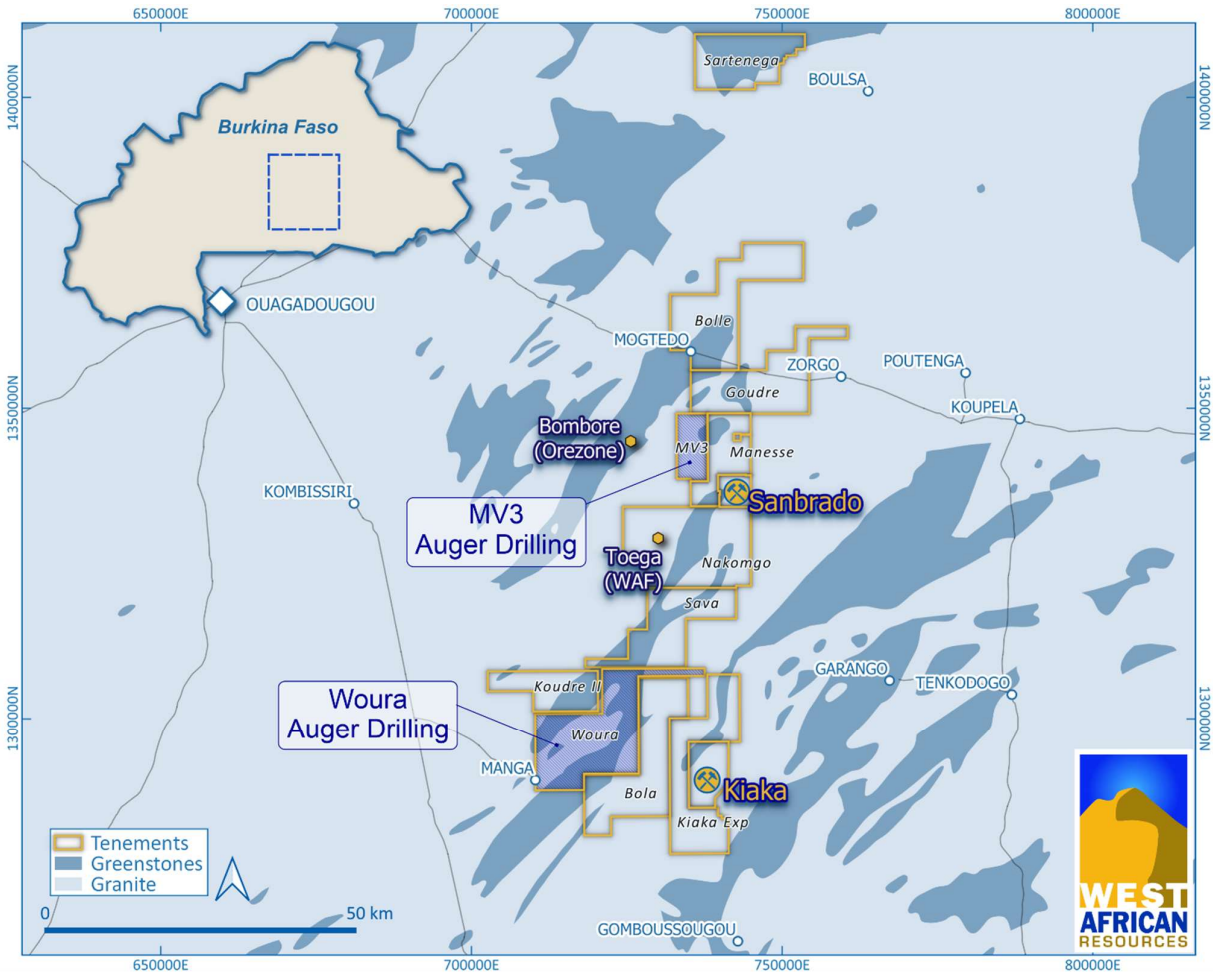 650000E
700000E
750000E
800000E
1400000N
1400000N
Sartenega
BOULSA
Burkina Faso
OUAGADOUGOU
Bolle
MOGTEDO
ZORGO
POUTENGA
Goudre
KOUPELA
1350000N
1350000N
Bombore
(Orezone)
MV3
Manesse
KOMBISSIRI
Sanbrado
MV3
Auger Drilling
Toega
(WAF)
Nakomgo
Sava
GARANGO
TENKODOGO
Koudre II
Woura
Auger Drilling
Woura
1300000N
1300000N
MANGA
Bola
Kiaka
Kiaka Exp
Tenements
Greenstones
Granite
0
50 km
GOMBOUSSOUGOU
WEST
AFRICAN
RESOURCES
650000E
700000E
750000E
800000E